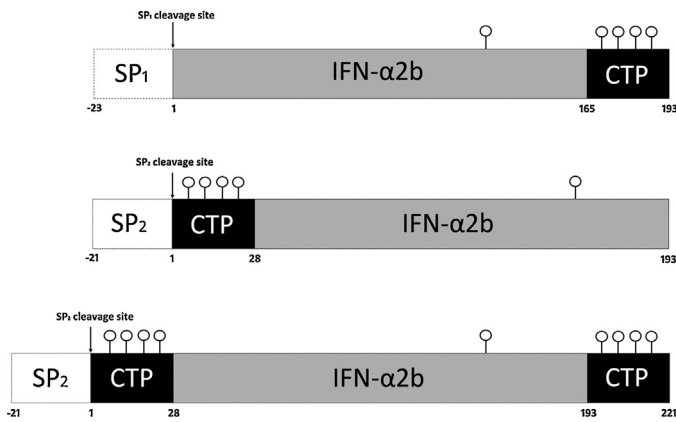 SP₁ cleavage site
SP₁ IFN-α2b CTP
-23 1 165 193
SP₂ cleavage site
SP₂ CTP IFN-α2b
-21 1 28 193
SP₂ cleavage site
SP₂ CTP IFN-α2b CTP
-21 1 28 193 221